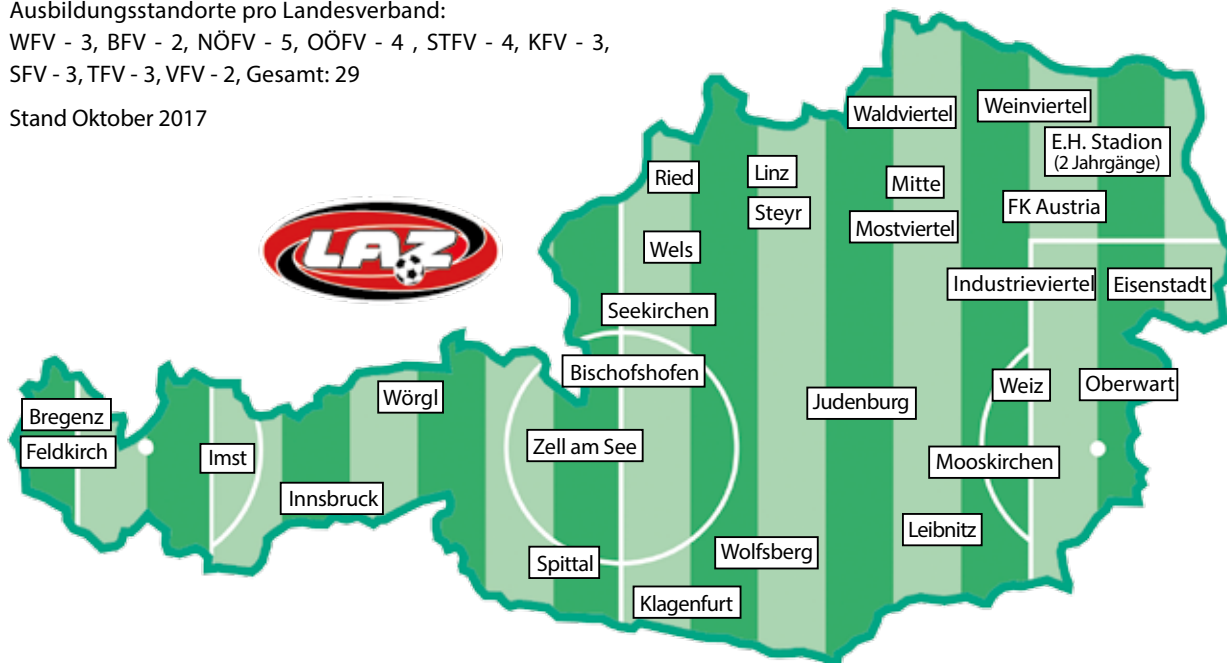 Ausbildungsstandorte pro Landesverband:
WFV - 3, BFV - 2, NÖFV - 5, OÖFV - 4 , STFV - 4, KFV - 3,
SFV - 3, TFV - 3, VFV - 2, Gesamt: 29
Stand Oktober 2017
LAZ
Waldviertel
Weinviertel
E.H. Stadion
(2 Jahrgänge)
Ried
Linz
Mitte
Steyr
FK Austria
Mostviertel
Wels
Industrieviertel
Eisenstadt
Seekirchen
Bischofshofen
Wörgl
Weiz
Oberwart
Judenburg
Bregenz
Feldkirch
Imst
Zell am See
Mooskirchen
Innsbruck
Leibnitz
Wolfsberg
Spittal
Klagenfurt